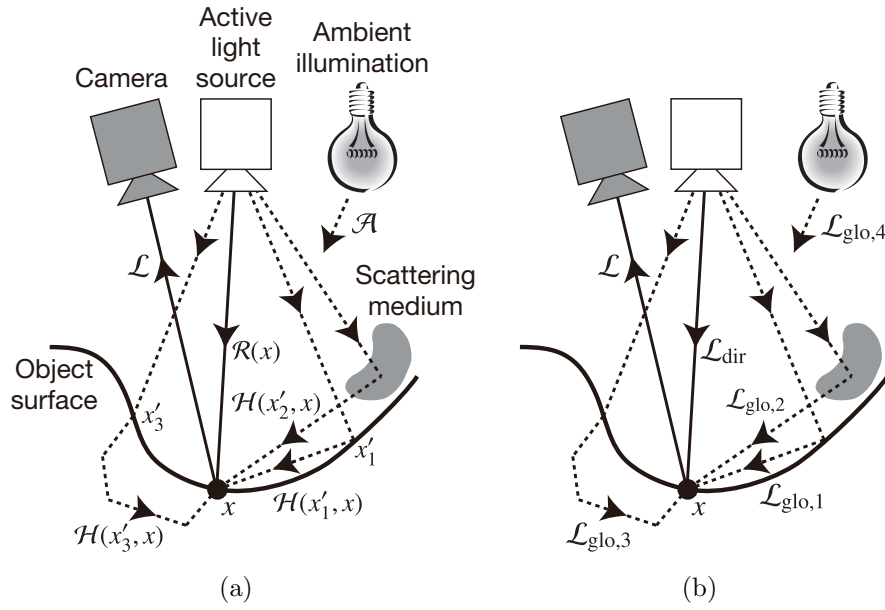 Active
light
source
Ambient
illumination
Camera
𝒜
ℒ
Scattering
medium
ℛ(x)
Object
surface
ℋ(x′₂, x)
x′₃
x′₁
x
ℋ(x′₁, x)
ℋ(x′₃, x)
(a)
ℒglo,4
ℒ
ℒdir
ℒglo,2
ℒglo,1
x
ℒglo,3
(b)